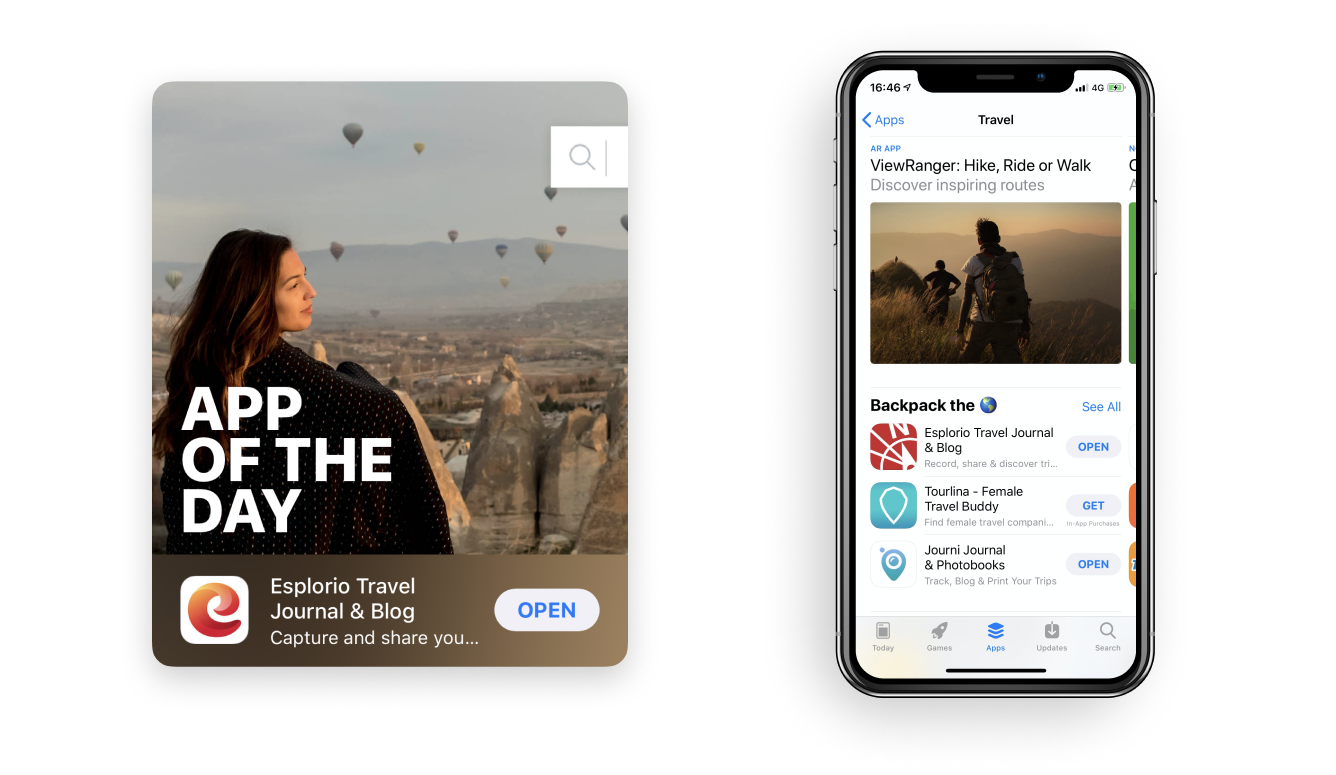 APP
OF THE
DAY
Esplorio Travel
Journal & Blog
Capture and share you...
OPEN
16:46
4G
Apps
Travel
AR APP
ViewRanger: Hike, Ride or Walk
Discover inspiring routes
Backpack the 🌎
See All
Esplorio Travel Journal
& Blog
Record, share & discover tri...
OPEN
Tourlina - Female
Travel Buddy
Find female travel compani...
GET
In-App Purchases
Journi Journal
& Photobooks
Track, Blog & Print Your Trips
OPEN
Today
Games
Apps
Updates
Search